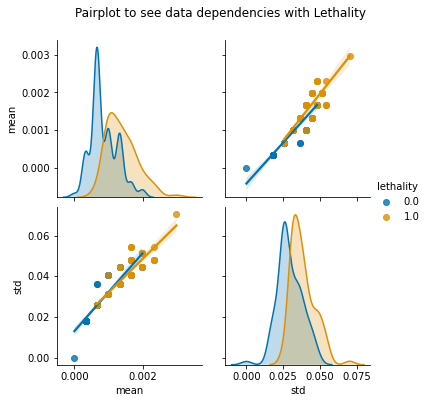 Pairplot to see data dependencies with Lethality
0.003
0.002
0.001
0.000
mean
lethality
0.0
1.0
0.06
0.04
0.02
0.00
std
0.000 0.002
mean
0.000 0.025 0.050 0.075
std